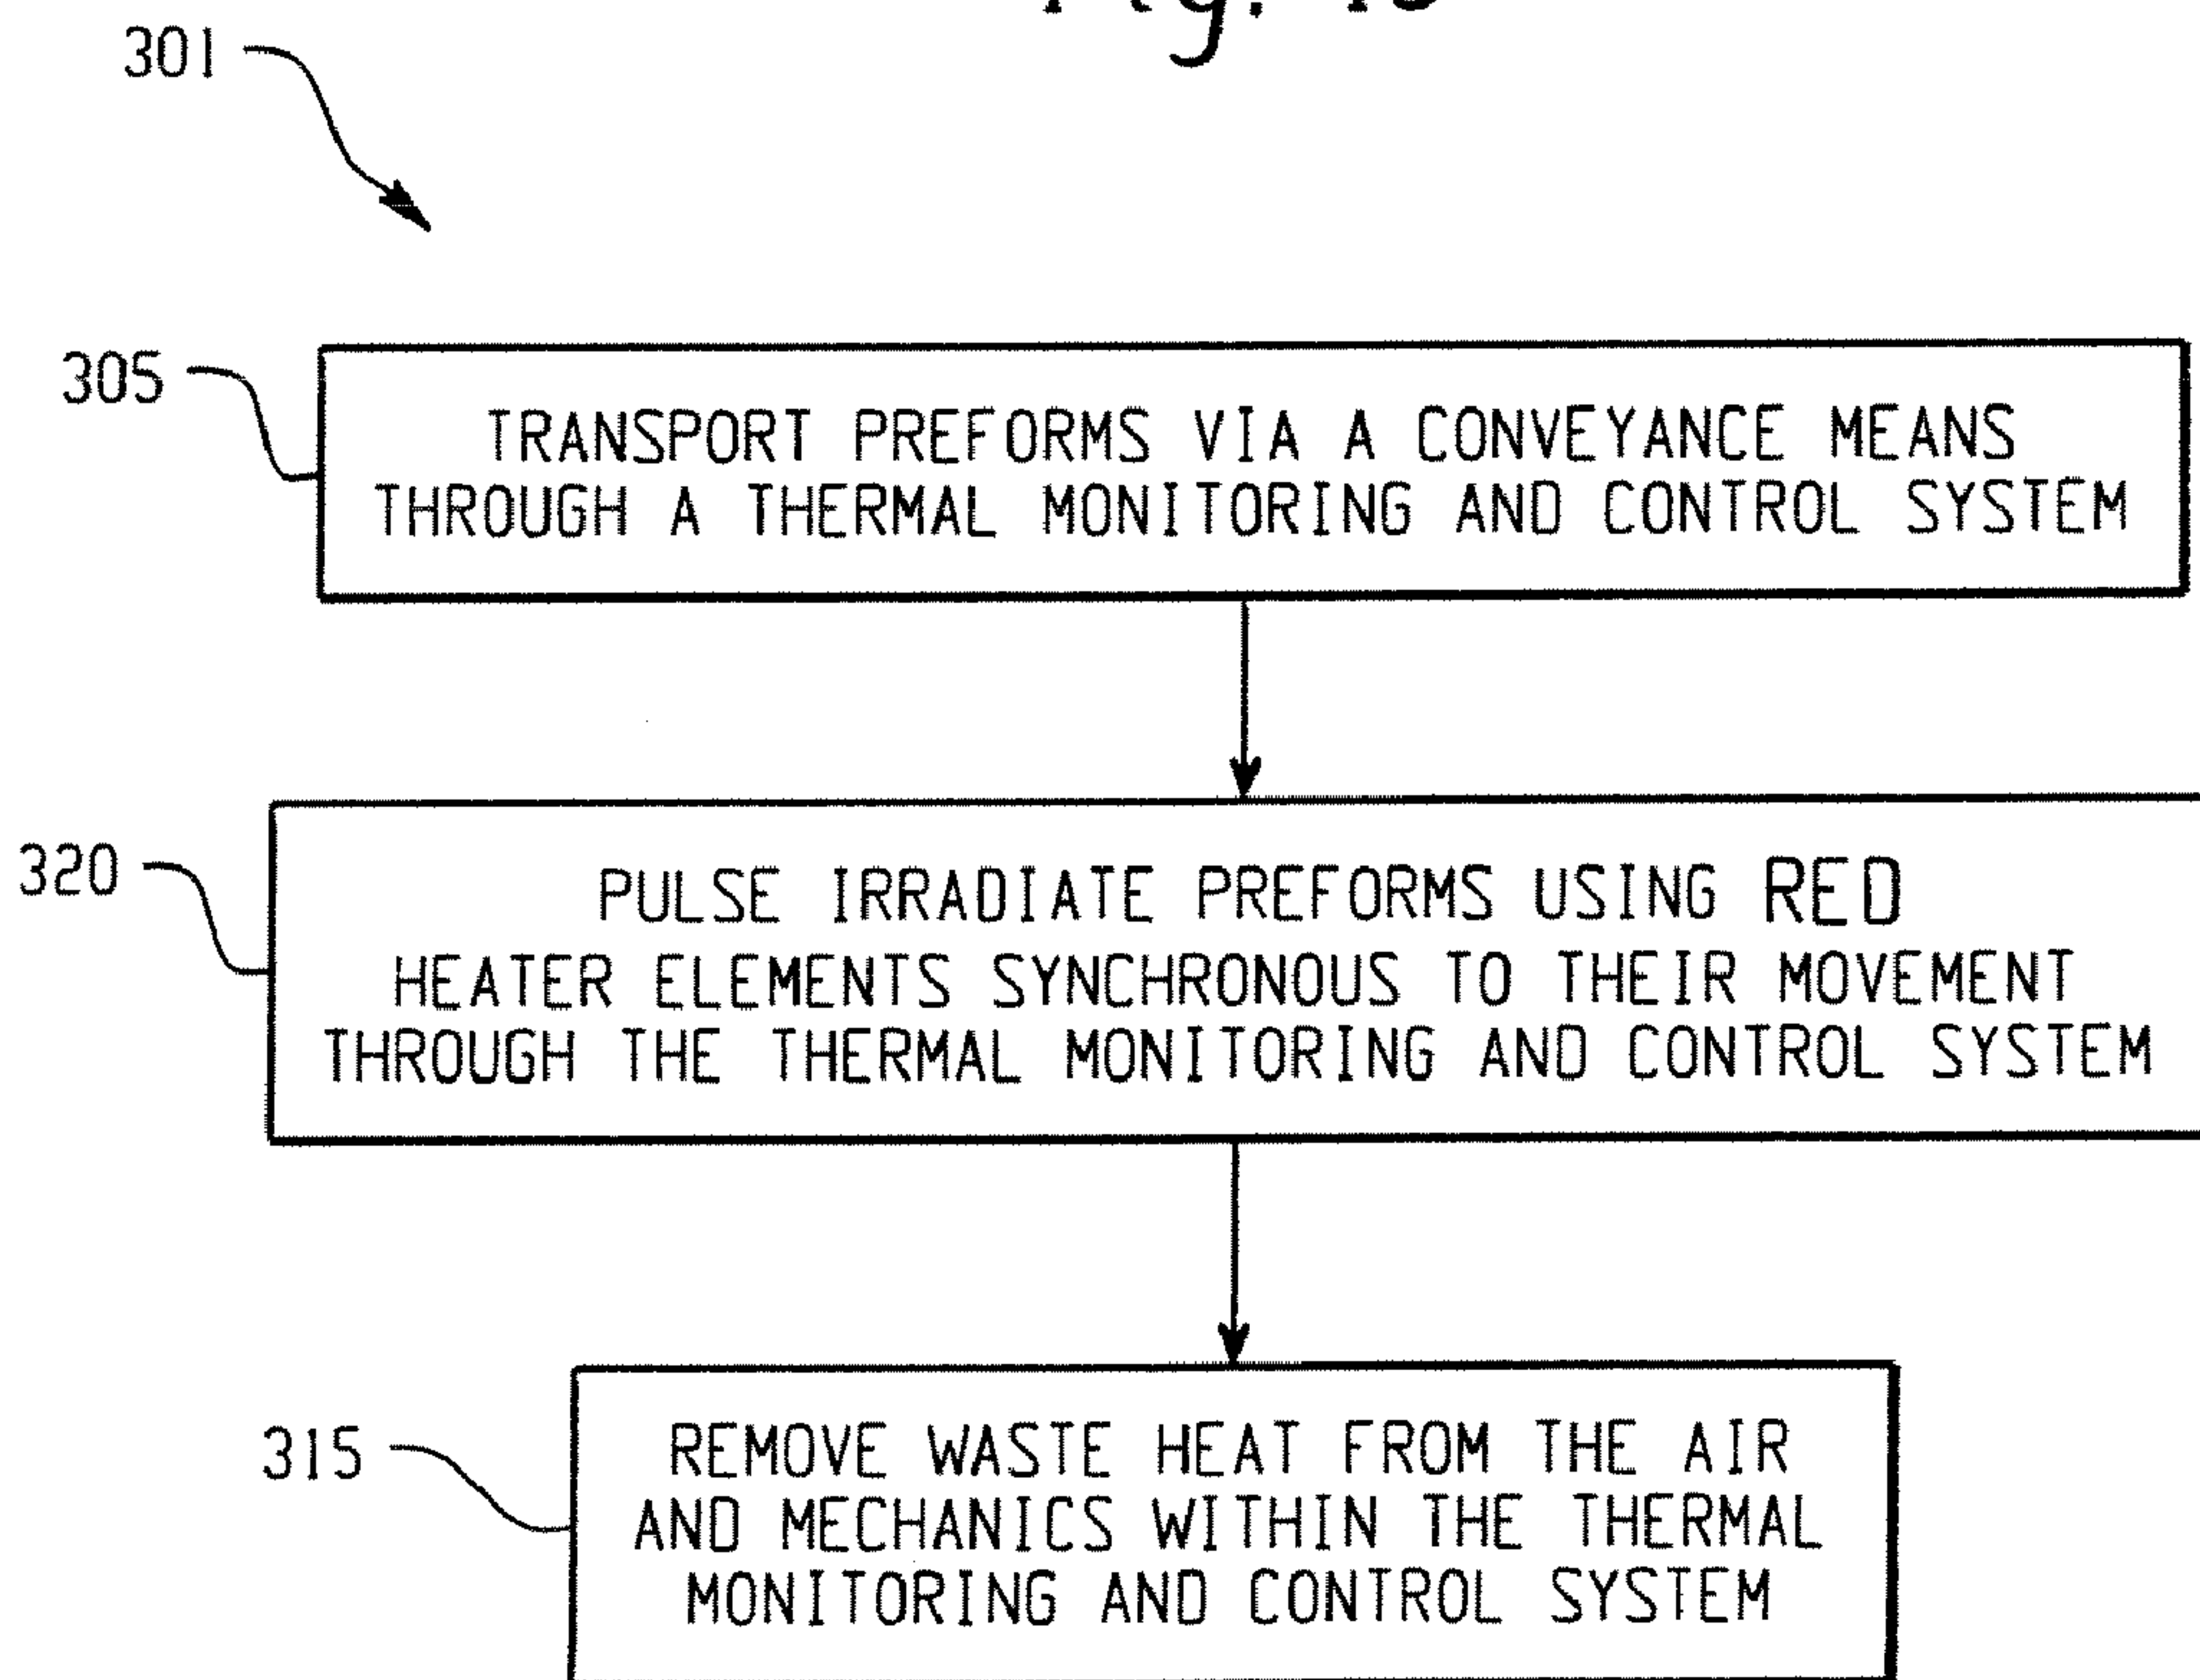 301
305
TRANSPORT PREFORMS VIA A CONVEYANCE MEANS
THROUGH A THERMAL MONITORING AND CONTROL SYSTEM
320
PULSE IRRADIATE PREFORMS USING RED
HEATER ELEMENTS SYNCHRONOUS TO THEIR MOVEMENT
THROUGH THE THERMAL MONITORING AND CONTROL SYSTEM
315
REMOVE WASTE HEAT FROM THE AIR
AND MECHANICS WITHIN THE THERMAL
MONITORING AND CONTROL SYSTEM